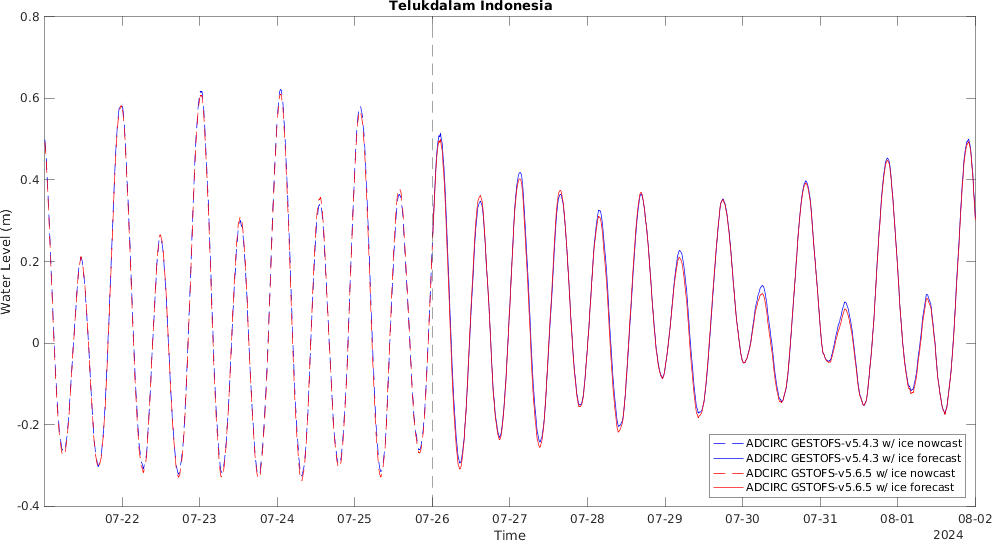 Telukdalam Indonesia
0.8
0.6
0.4
0.2
0
-0.2
-0.4
Water Level (m)
ADCIRC GESTOFS-v5.4.3 w/ ice nowcast
ADCIRC GESTOFS-v5.4.3 w/ ice forecast
ADCIRC GSTOFS-v5.6.5 w/ ice nowcast
ADCIRC GSTOFS-v5.6.5 w/ ice forecast
07-22 07-23 07-24 07-25 07-26 07-27 07-28 07-29 07-30 07-31 08-01 08-02
Time 2024